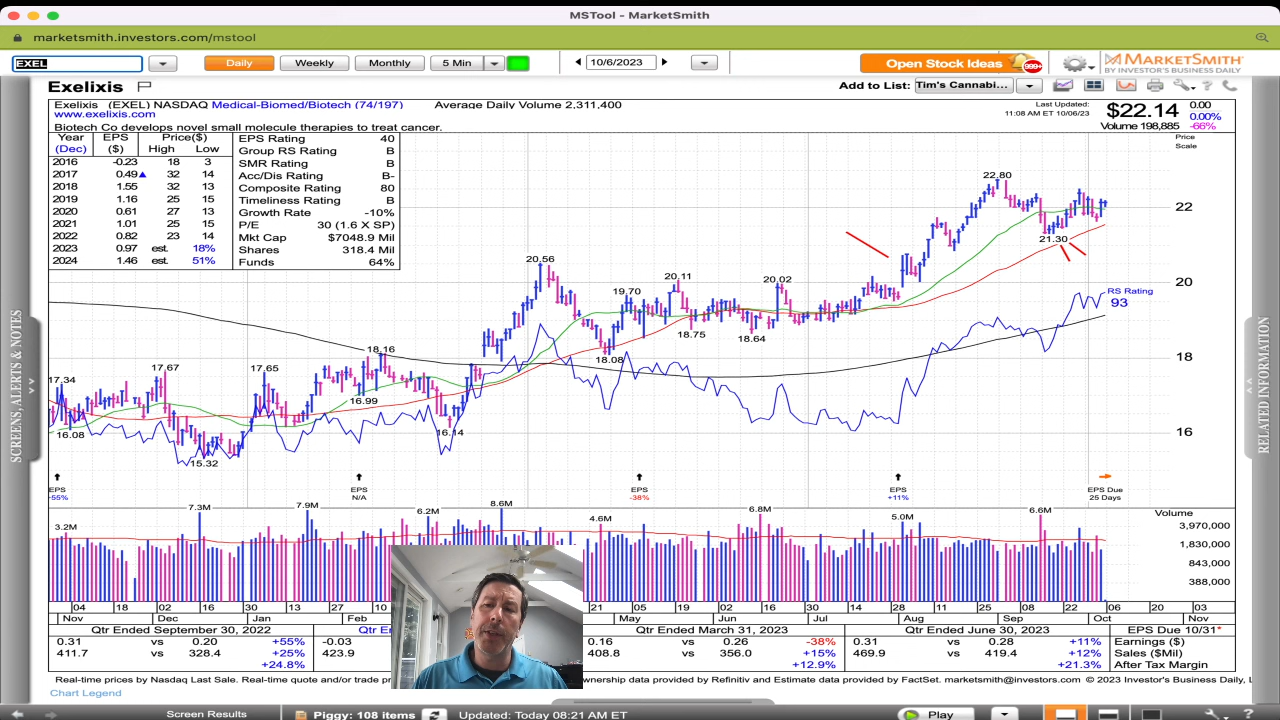 MSTool - MarketSmith
marketsmith.investors.com/mstool
EXEL Daily Weekly Monthly 5 Min 10/6/2023 Open Stock Ideas 999+ MARKETSMITH®
BY INVESTOR'S BUSINESS DAILY
Exelixis Add to List: Tim's Cannabi...
Exelixis (EXEL) NASDAQ Medical-Biomed/Biotech (74/197) Average Daily Volume 2,311,400
www.exelixis.com
Biotech Co develops novel small molecule therapies to treat cancer.
Last Updated:
11:08 AM ET 10/06/23
$22.14 0.00
0.00%
Volume 198,885 -66%
Year EPS Price($)
(Dec) ($) High Low
2016 -0.23 18 3
2017 0.49 32 14
2018 1.55 32 13
2019 1.16 25 15
2020 0.61 27 13
2021 1.01 25 15
2022 0.82 23 14
2023 0.97 est. 18%
2024 1.46 est. 51%
EPS Rating 40
Group RS Rating B
SMR Rating B
Acc/Dis Rating B-
Composite Rating 80
Timeliness Rating B
Growth Rate -10%
P/E 30 (1.6 X SP)
Mkt Cap $7048.9 Mil
Shares 318.4 Mil
Funds 64%
Price
Scale
22
20
18
16
22.80
21.30
20.56
20.11
20.02
19.70
18.75
18.64
18.08
18.16
17.34
17.67
17.65
16.99
16.08
16.14
15.32
RS Rating
93
EPS
-55%
EPS
N/A
EPS
-38%
EPS
+11%
EPS Due
25 Days
3.2M 7.3M 7.9M 6.2M 8.6M 4.6M 6.8M 5.0M 6.6M
Volume
3,970,000
1,830,000
843,000
388,000
04 18 02 16 30 13 27 10 21 05 19 02 16 30 14 28 11 25 08 22 06 20 03
Nov Dec Jan Feb May Jun Jul Aug Sep Oct Nov
Qtr Ended September 30, 2022 Qtr E Qtr Ended March 31, 2023 Qtr Ended June 30, 2023 EPS Due 10/31*
0.31 vs 0.20 +55% -0.03 0.16 vs 0.26 -38% 0.31 vs 0.28 +11% Earnings ($)
411.7 vs 328.4 +25% 423.9 408.8 vs 356.0 +15% 469.9 vs 419.4 +12% Sales ($Mil)
+24.8% +12.9% +21.3% After Tax Margin
Real-time prices by Nasdaq Last Sale. Real-time quote and/or trade pr ownership data provided by Refinitiv and Estimate data provided by FactSet. marketsmith@investors.com © 2023 Investor's Business Daily, L
Chart Legend
Screen Results Piggy: 108 items Updated: Today 08:21 AM ET Play
SCREENS, ALERTS & NOTES
RELATED INFORMATION